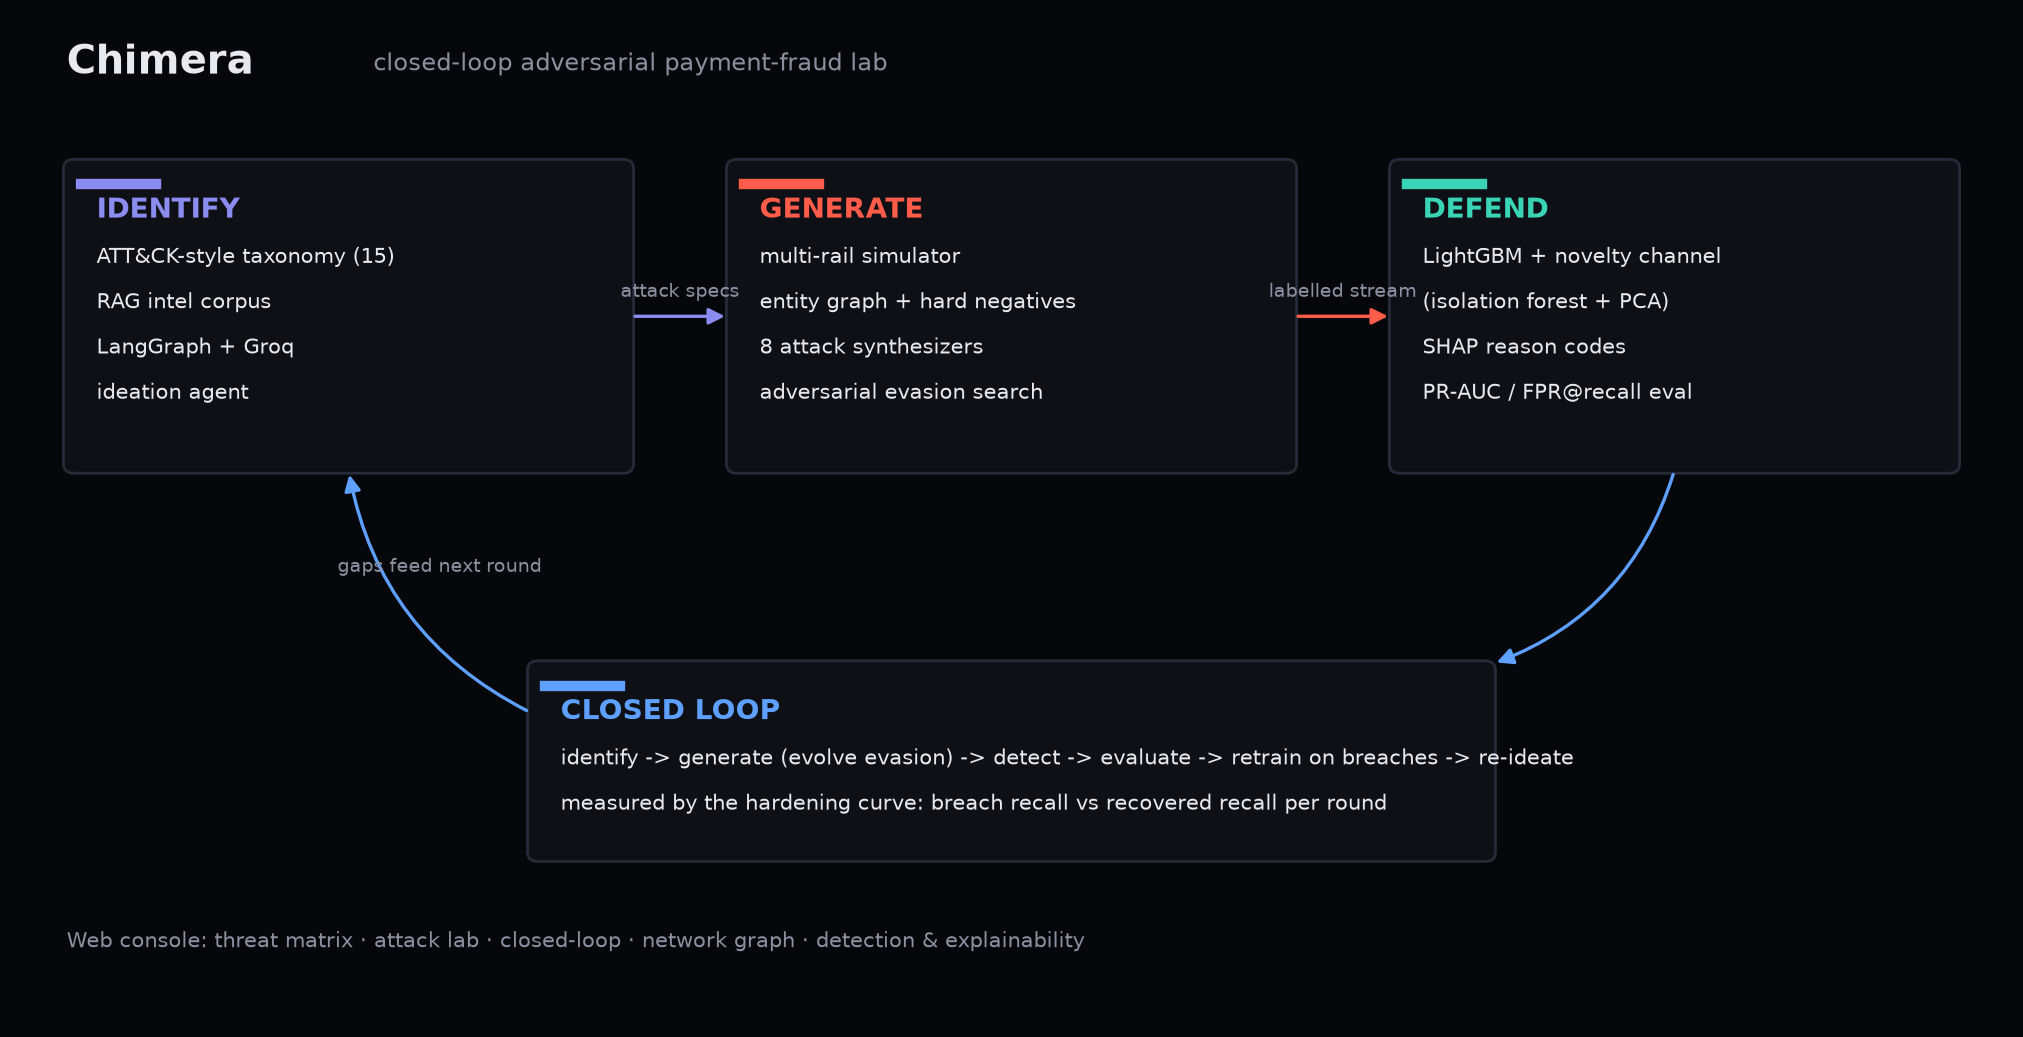 Chimera
closed-loop adversarial payment-fraud lab
IDENTIFY
ATT&CK-style taxonomy (15)
RAG intel corpus
LangGraph + Groq
ideation agent
attack specs
GENERATE
multi-rail simulator
entity graph + hard negatives
8 attack synthesizers
adversarial evasion search
labelled stream
DEFEND
LightGBM + novelty channel
(isolation forest + PCA)
SHAP reason codes
PR-AUC / FPR@recall eval
gaps feed next round
CLOSED LOOP
identify -> generate (evolve evasion) -> detect -> evaluate -> retrain on breaches -> re-ideate
measured by the hardening curve: breach recall vs recovered recall per round
Web console: threat matrix · attack lab · closed-loop · network graph · detection & explainability